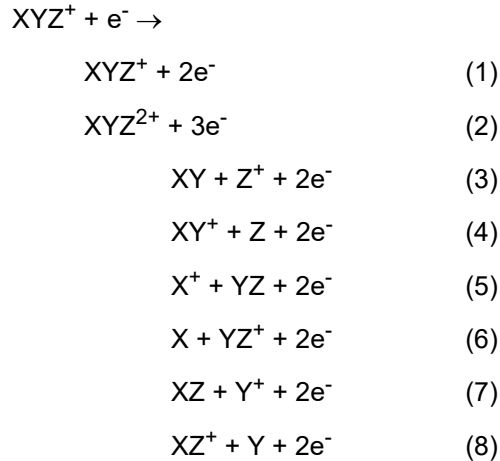 XYZ⁺ + e⁻ →
XYZ⁺ + 2e⁻ (1)
XYZ²⁺ + 3e⁻ (2)
XY + Z⁺ + 2e⁻ (3)
XY⁺ + Z + 2e⁻ (4)
X⁺ + YZ + 2e⁻ (5)
X + YZ⁺ + 2e⁻ (6)
XZ + Y⁺ + 2e⁻ (7)
XZ⁺ + Y + 2e⁻ (8)